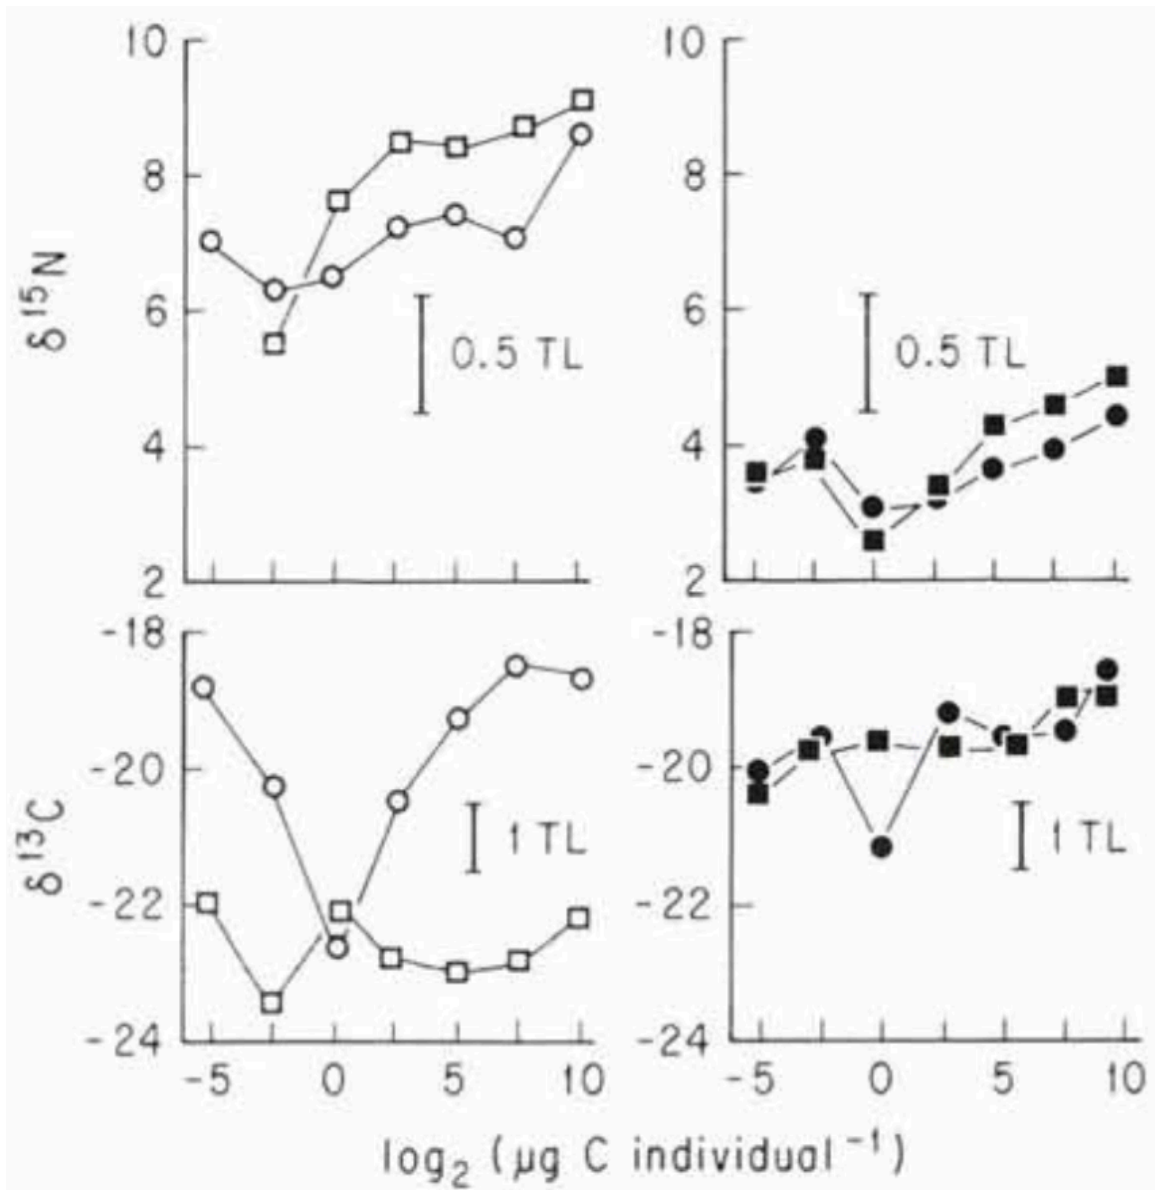 10 10
8 8
δ¹⁵N
6 6
0.5 TL 0.5 TL
4 4
2 2
-18 -18
-20 -20
δ¹³C
1 TL 1 TL
-22 -22
-24 -24
-5 0 5 10 -5 0 5 10
log₂ (µg C individual⁻¹)